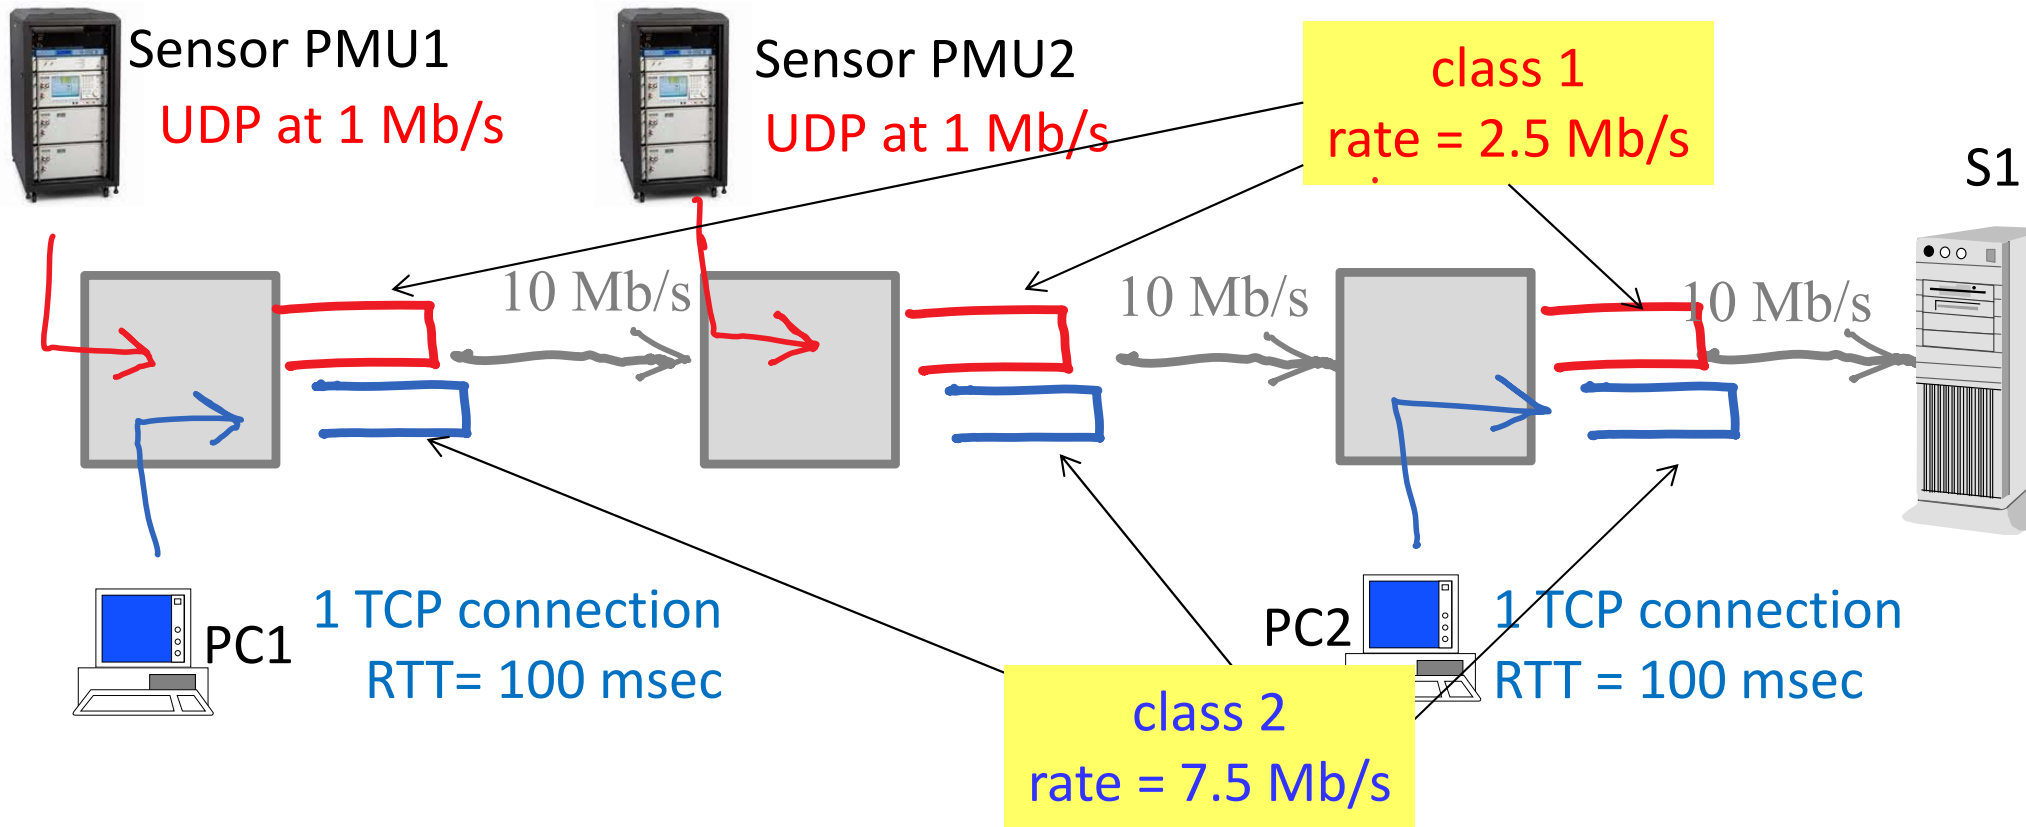 Sensor PMU1
UDP at 1 Mb/s
Sensor PMU2
UDP at 1 Mb/s
class 1
rate = 2.5 Mb/s
S1
10 Mb/s
10 Mb/s
10 Mb/s
PC1
1 TCP connection
RTT= 100 msec
PC2
1 TCP connection
RTT = 100 msec
class 2
rate = 7.5 Mb/s